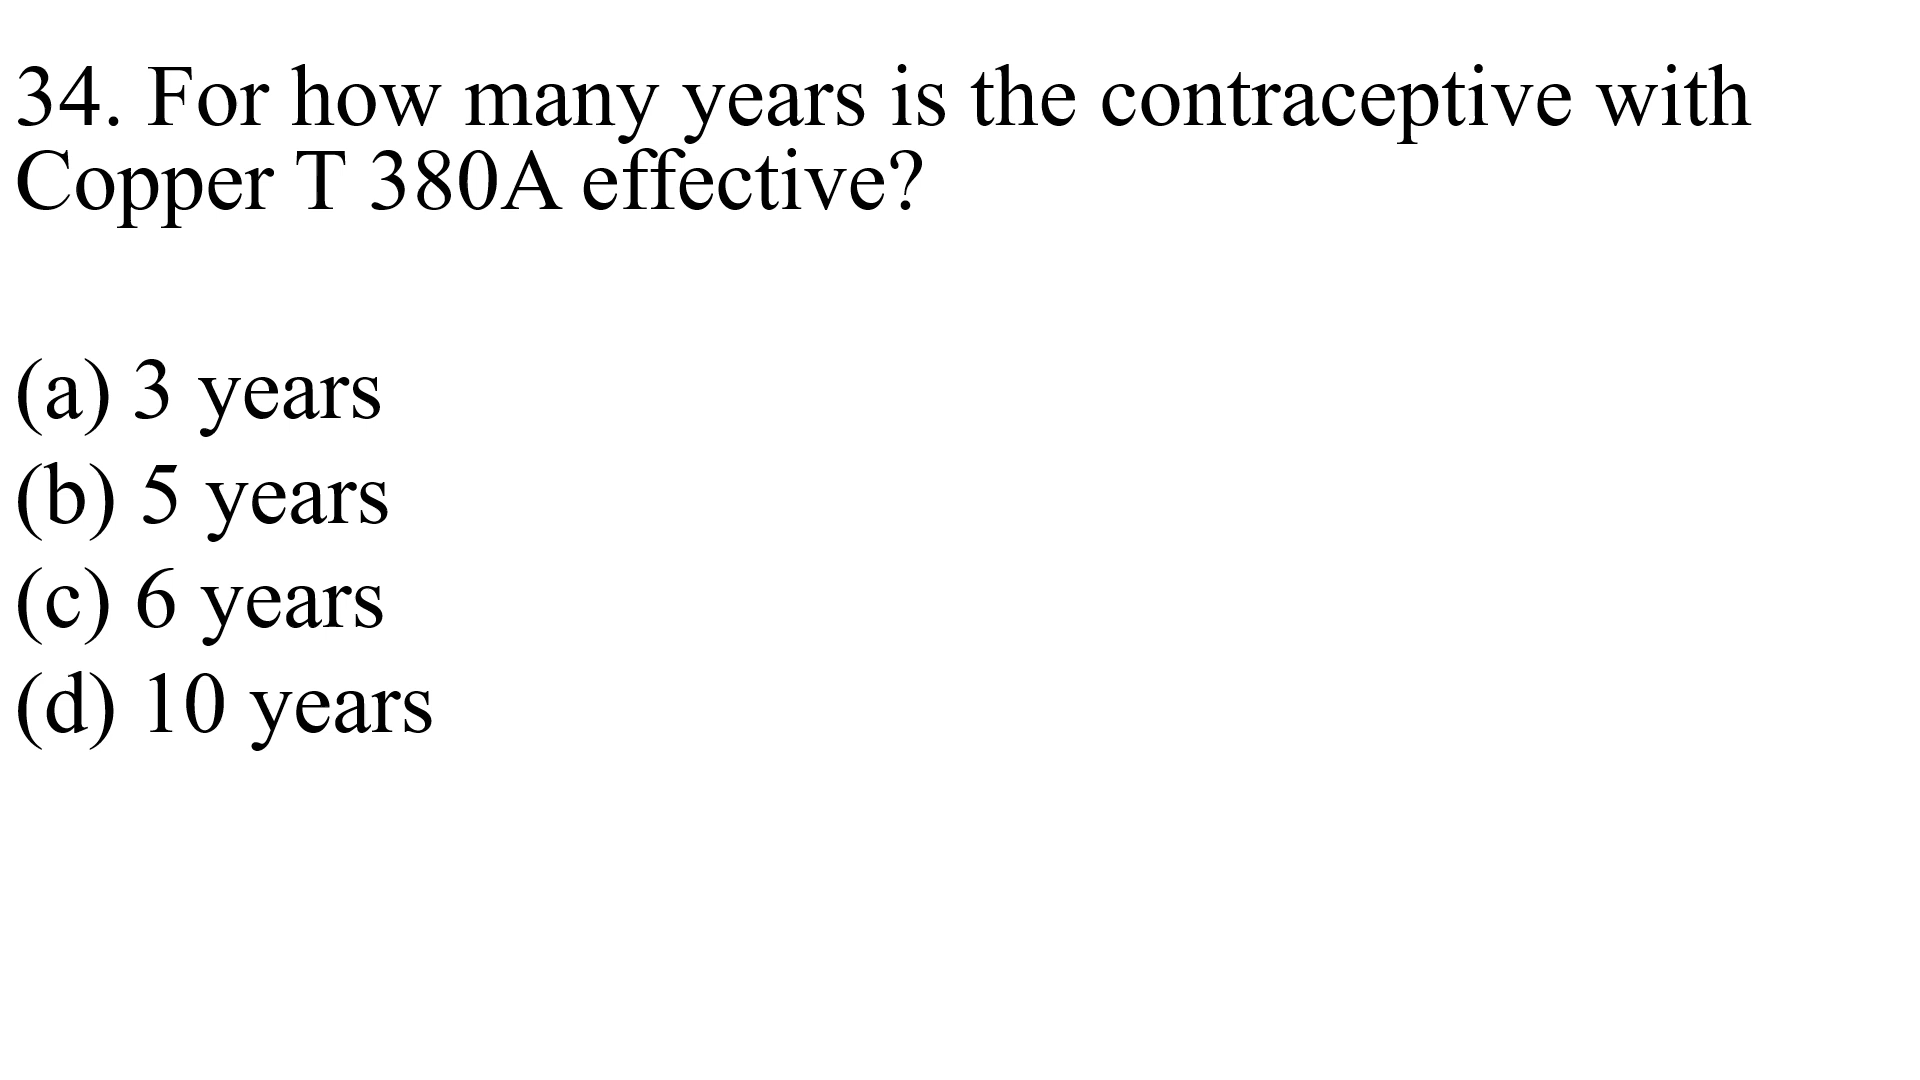 34. For how many years is the contraceptive with
Copper T 380A effective?
(a) 3 years
(b) 5 years
(c) 6 years
(d) 10 years